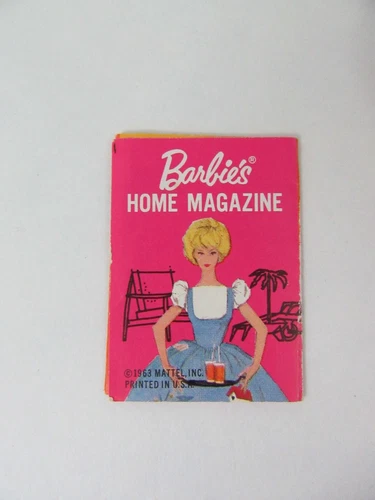 Barbie's®
HOME MAGAZINE
©1963 MATTEL, INC.
PRINTED IN U.S.A.